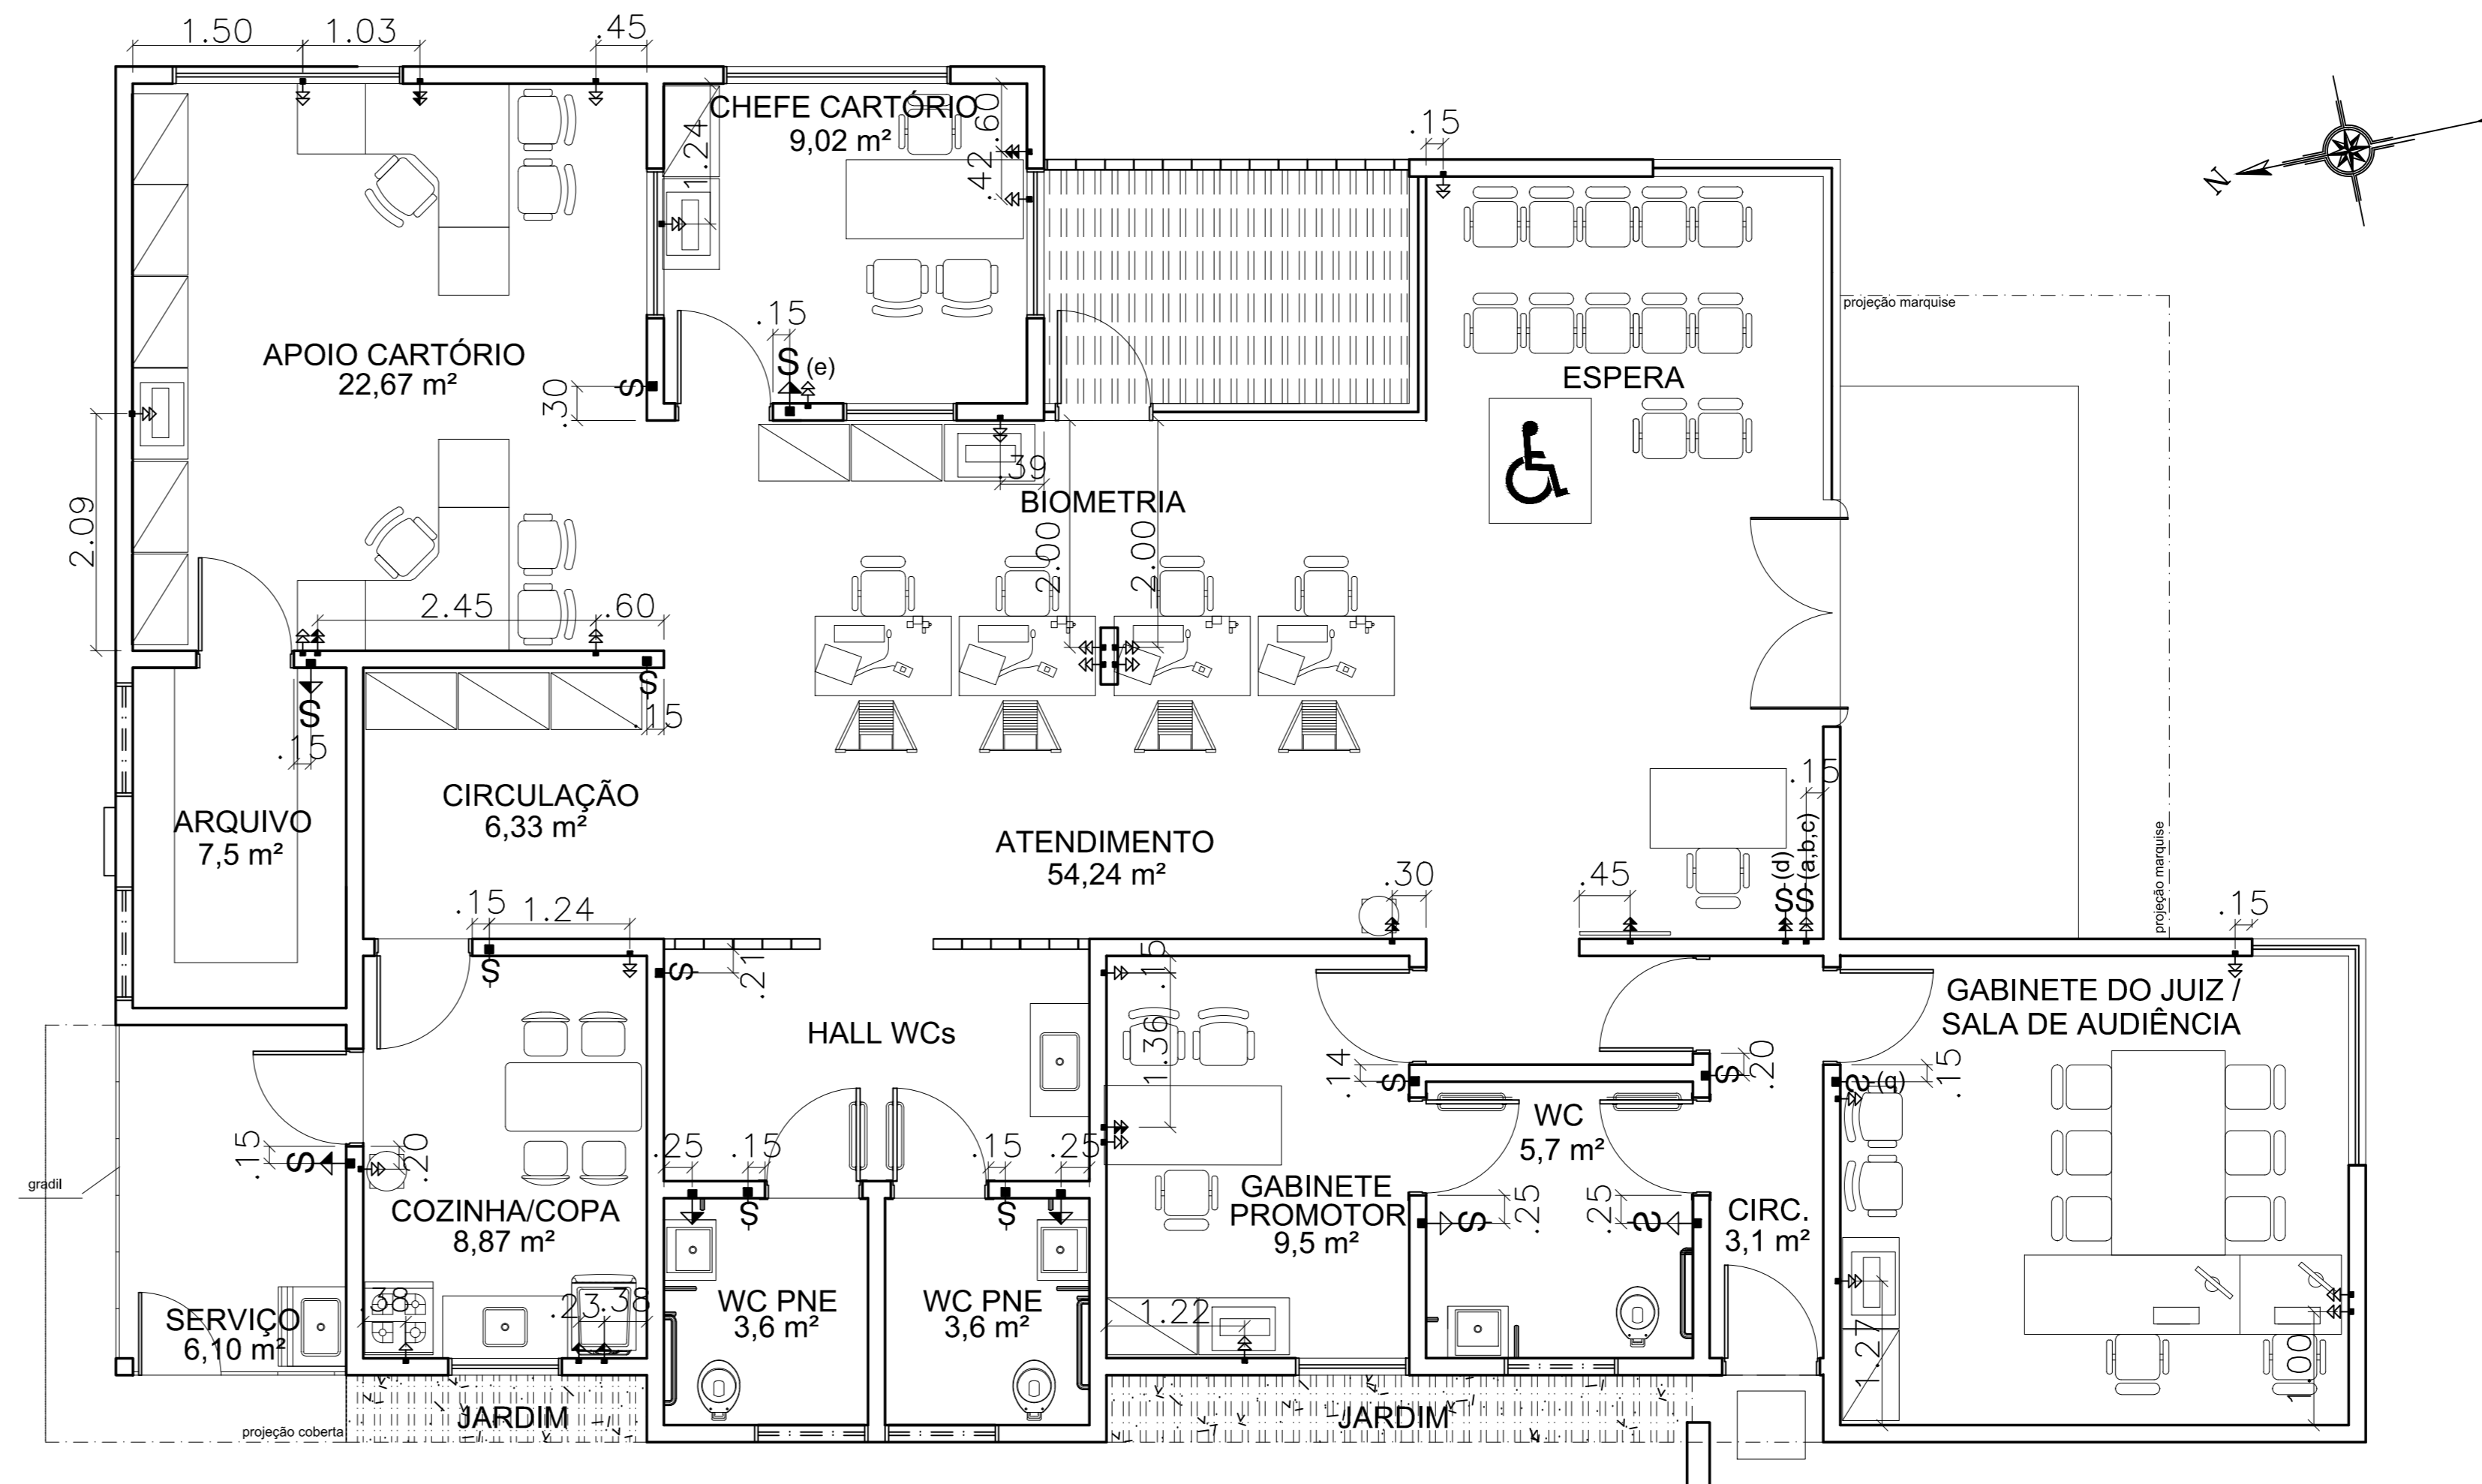 1.50
1.03
.45
CHEFE CARTÓRIO
9,02 m²
1.24
.60
.42
.15
N
projeção marquise
APOIO CARTÓRIO
22,67 m²
.30
S
.15
S (e)
ESPERA
.39
BIOMETRIA
2.09
2.00
2.00
2.45
.60
S
.15
S
.15
CIRCULAÇÃO
6,33 m²
ARQUIVO
7,5 m²
ATENDIMENTO
54,24 m²
.15
SS
(d)
(a,b,c)
projeção marquise
.30
.45
.15
.15
1.24
S
S
.21
.15
1.36
HALL WCs
GABINETE DO JUIZ /
SALA DE AUDIÊNCIA
.14
S
S
.20
S (g)
.15
WC
5,7 m²
.15
S
.20
.25
.15
.15
.25
S
S
gradil
COZINHA/COPA
8,87 m²
GABINETE
PROMOTOR
9,5 m²
S
.25
.25
S
CIRC.
3,1 m²
SERVIÇO
6,10 m²
.38
.23
.38
WC PNE
3,6 m²
WC PNE
3,6 m²
1.22
1.27
1.00
projeção coberta
JARDIM
JARDIM